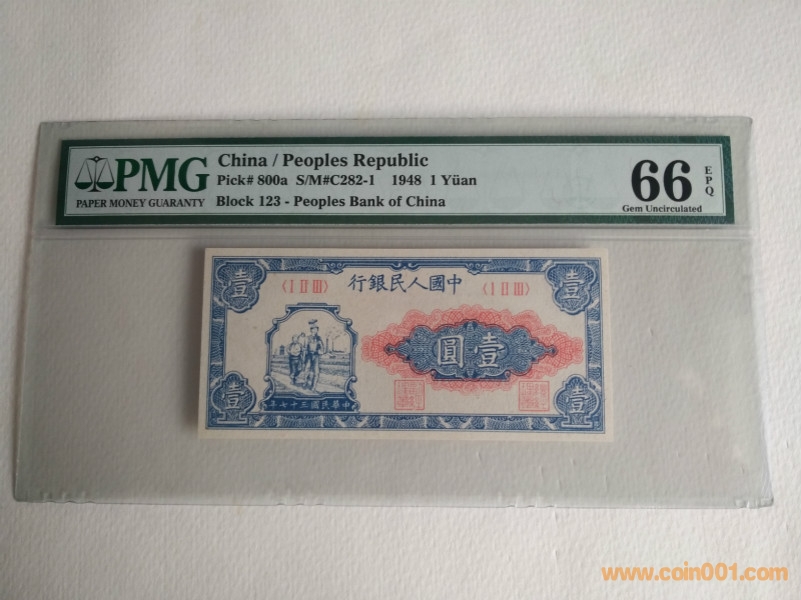 PMG
PAPER MONEY GUARANTY
China / Peoples Republic
Pick# 800a S/M#C282-1 1948 1 Yüan
Block 123 - Peoples Bank of China
66
EPQ
Gem Uncirculated
壹
壹
〈I II III〉
行銀民人國中
〈I II III〉
圓壹
年七十三國民華中
壹
壹
www.coin001.com